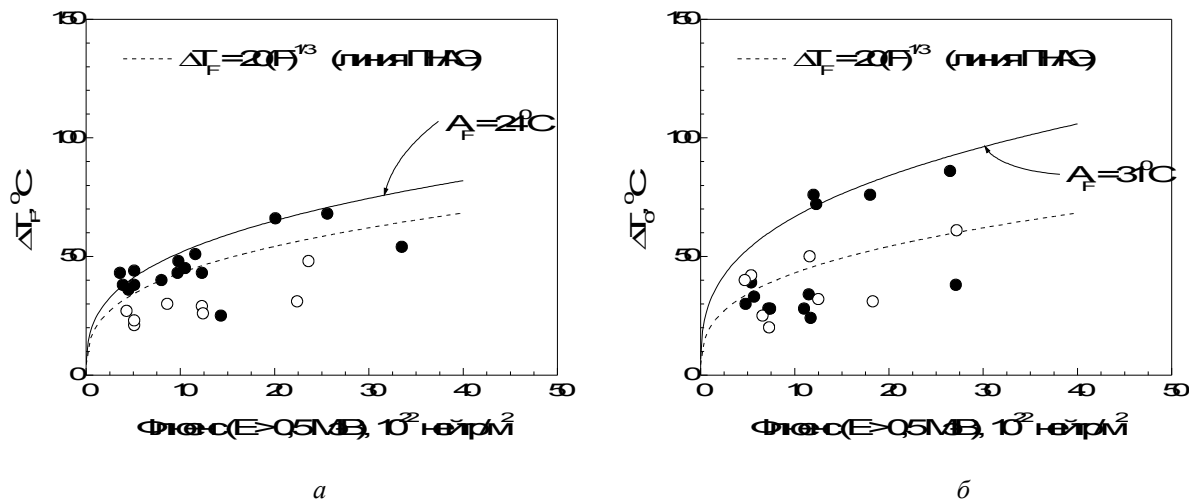 150
100
50
0
ΔT_F=20(F)^1/3 (линия ПНАЭ)
A_F=24°C
ΔT_F, °C
0 10 20 30 40 50
Флюенс(E>0,5МэВ), 10^22 нейтр/м^2
а
150
100
50
0
ΔT_F=20(F)^1/3 (линия ПНАЭ)
A_F=31°C
ΔT_0, °C
0 10 20 30 40 50
Флюенс(E>0,5МэВ), 10^22 нейтр/м^2
б